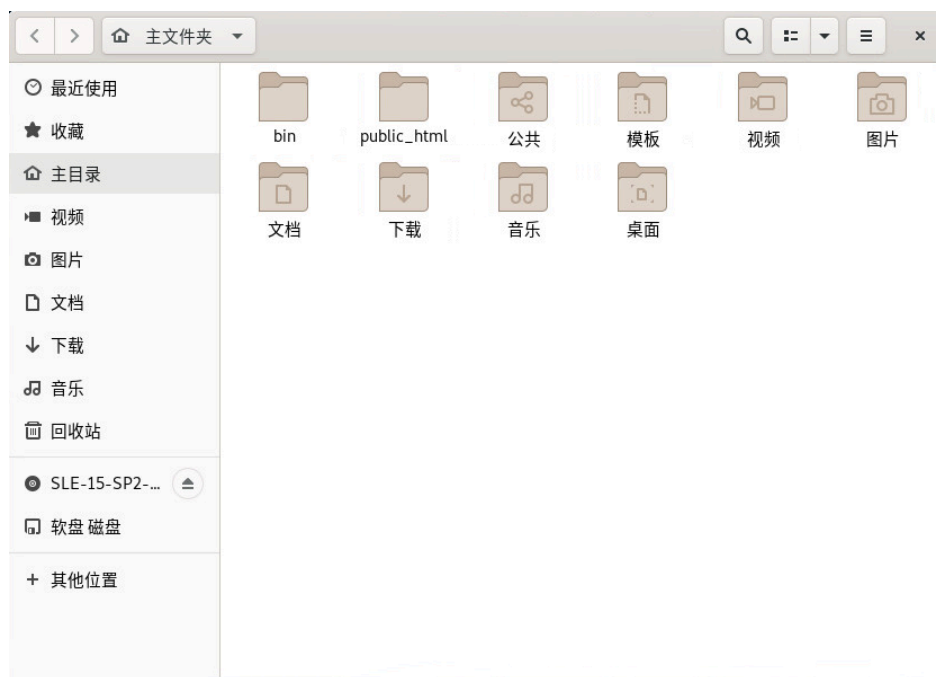 主文件夹
最近使用
收藏
主目录
视频
图片
文档
下载
音乐
回收站
SLE-15-SP2-...
软盘 磁盘
其他位置
bin
public_html
公共
模板
视频
图片
文档
下载
音乐
桌面